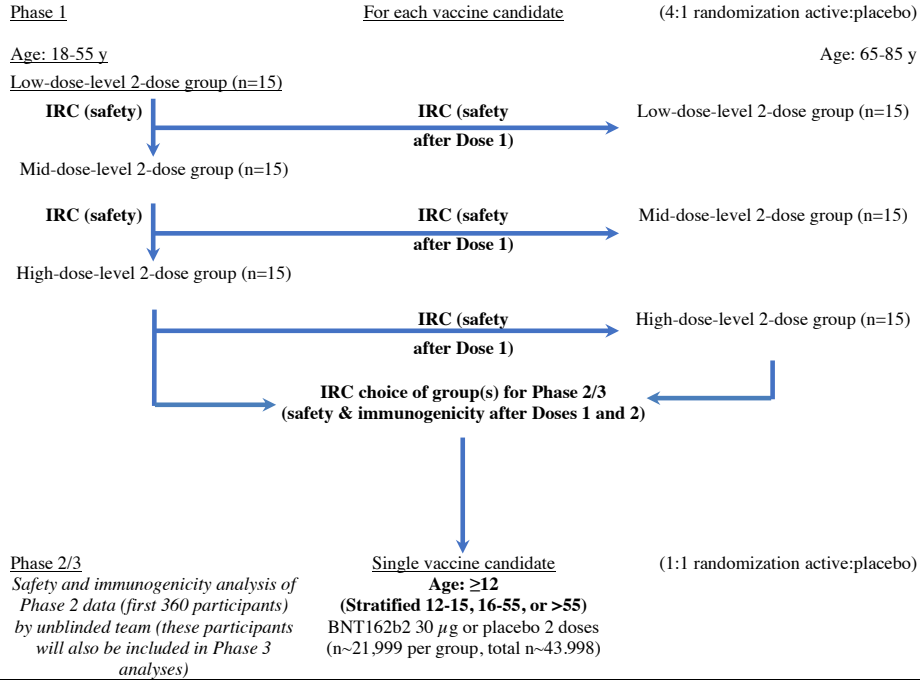 Phase 1 For each vaccine candidate (4:1 randomization active:placebo)
Age: 18-55 y Age: 65-85 y
Low-dose-level 2-dose group (n=15)
IRC (safety) IRC (safety Low-dose-level 2-dose group (n=15)
after Dose 1)
Mid-dose-level 2-dose group (n=15)
IRC (safety) IRC (safety Mid-dose-level 2-dose group (n=15)
after Dose 1)
High-dose-level 2-dose group (n=15)
IRC (safety High-dose-level 2-dose group (n=15)
after Dose 1)
IRC choice of group(s) for Phase 2/3
(safety & immunogenicity after Doses 1 and 2)
Phase 2/3 Single vaccine candidate (1:1 randomization active:placebo)
Safety and immunogenicity analysis of Age: ≥12
Phase 2 data (first 360 participants) (Stratified 12-15, 16-55, or >55)
by unblinded team (these participants BNT162b2 30 µg or placebo 2 doses
will also be included in Phase 3 (n~21,999 per group, total n~43.998)
analyses)